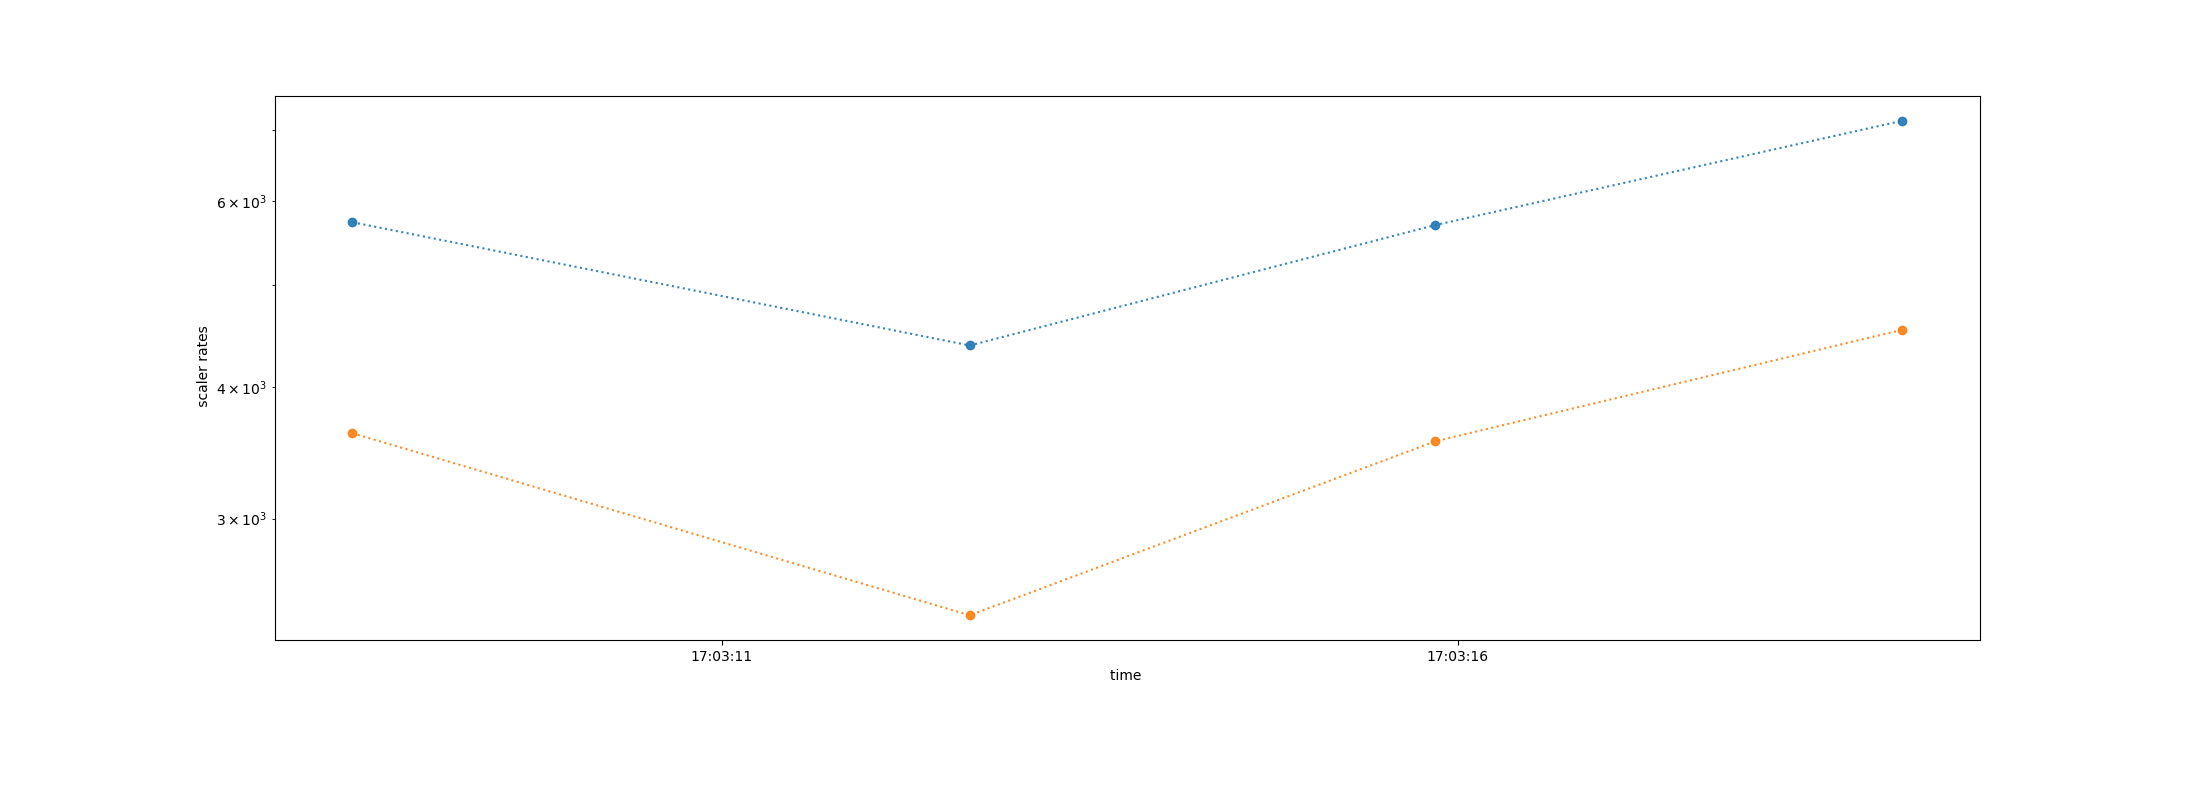 6 × 10³
4 × 10³
3 × 10³
scaler rates
17:03:11 17:03:16
time